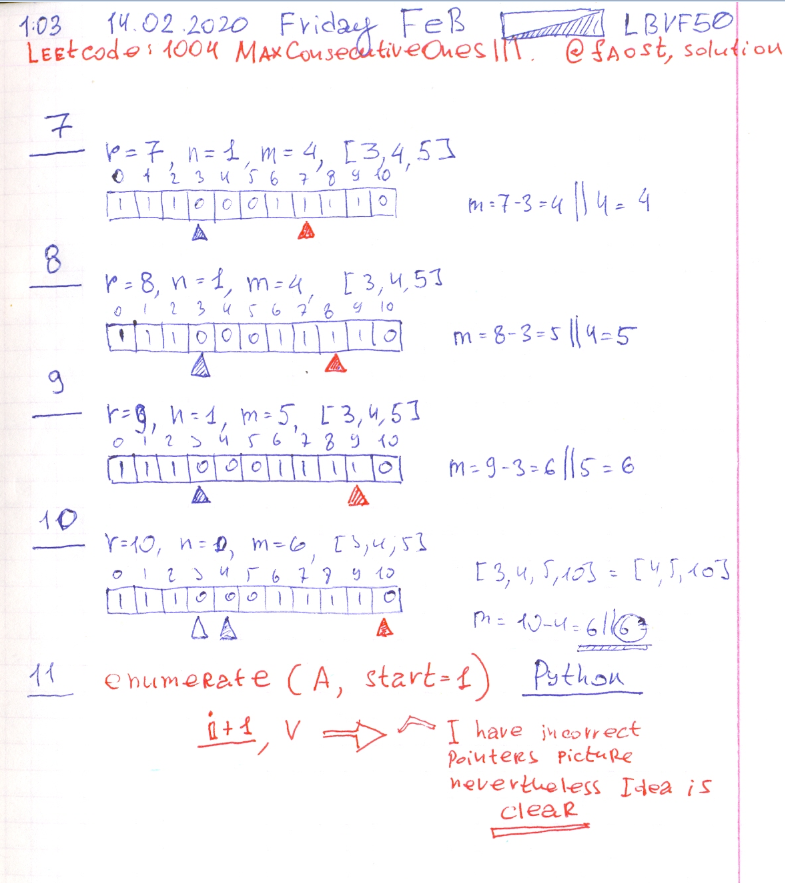 1:03 14.02.2020 Friday FeB LBVF50
LEEtcode: 1004 MAxConsecutiveOnes III. @fAost, solution
7
r=7, n=1, m=4, [3,4,5]
0 1 2 3 4 5 6 7 8 9 10
1 1 1 0 0 0 1 1 1 1 0
m=7-3=4||4=4
8
r=8, n=1, m=4, [3,4,5]
0 1 2 3 4 5 6 7 8 9 10
1 1 1 0 0 0 1 1 1 1 0
m=8-3=5||4=5
9
r=9, n=1, m=5, [3,4,5]
0 1 2 3 4 5 6 7 8 9 10
1 1 1 0 0 0 1 1 1 1 0
m=9-3=6||5=6
10
r=10, n=0, m=6, [3,4,5]
0 1 2 3 4 5 6 7 8 9 10
1 1 1 0 0 0 1 1 1 1 0
[3,4,5,10] = [4,5,10]
m=10-4=6||6=
11 enumeRate (A, start=1) Python
i+1, V I have incorrect
PointeRs PictuRe
nevertheless Idea is
cleaR